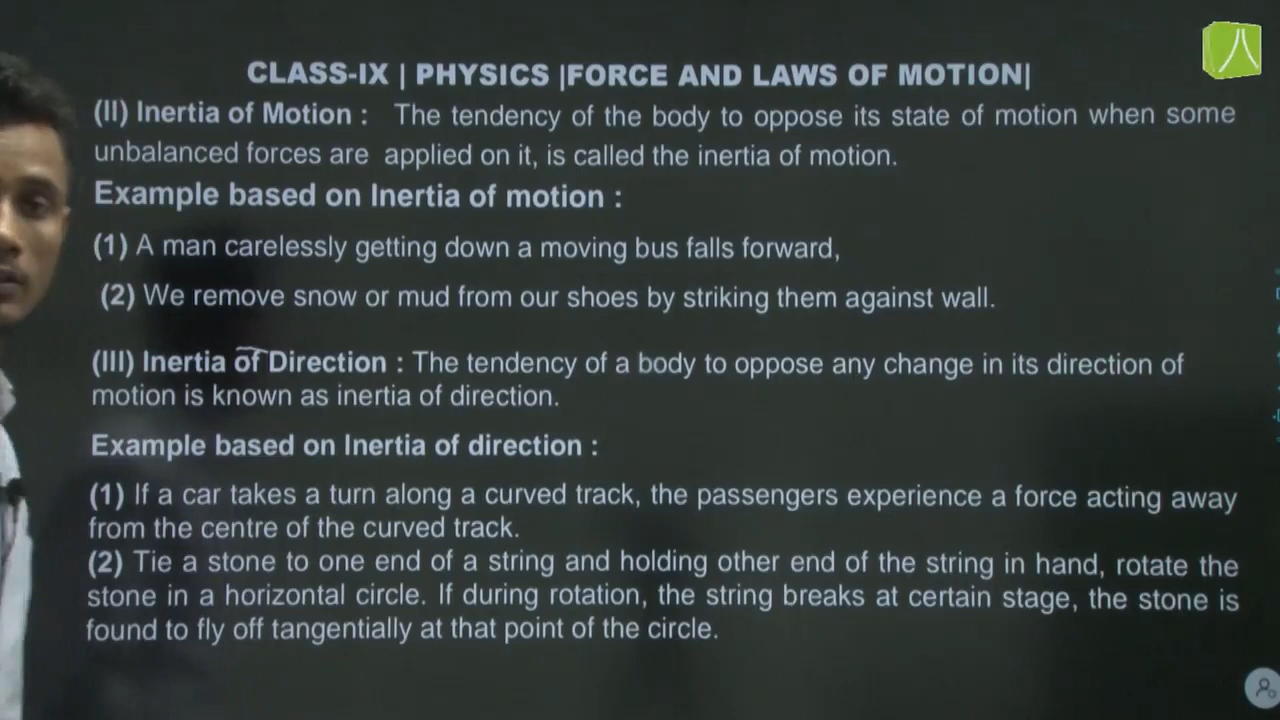 CLASS-IX | PHYSICS |FORCE AND LAWS OF MOTION|
(II) Inertia of Motion : The tendency of the body to oppose its state of motion when some
unbalanced forces are applied on it, is called the inertia of motion.
Example based on Inertia of motion :
(1) A man carelessly getting down a moving bus falls forward,
(2) We remove snow or mud from our shoes by striking them against wall.
(III) Inertia of Direction : The tendency of a body to oppose any change in its direction of
motion is known as inertia of direction.
Example based on Inertia of direction :
(1) If a car takes a turn along a curved track, the passengers experience a force acting away
from the centre of the curved track.
(2) Tie a stone to one end of a string and holding other end of the string in hand, rotate the
stone in a horizontal circle. If during rotation, the string breaks at certain stage, the stone is
found to fly off tangentially at that point of the circle.